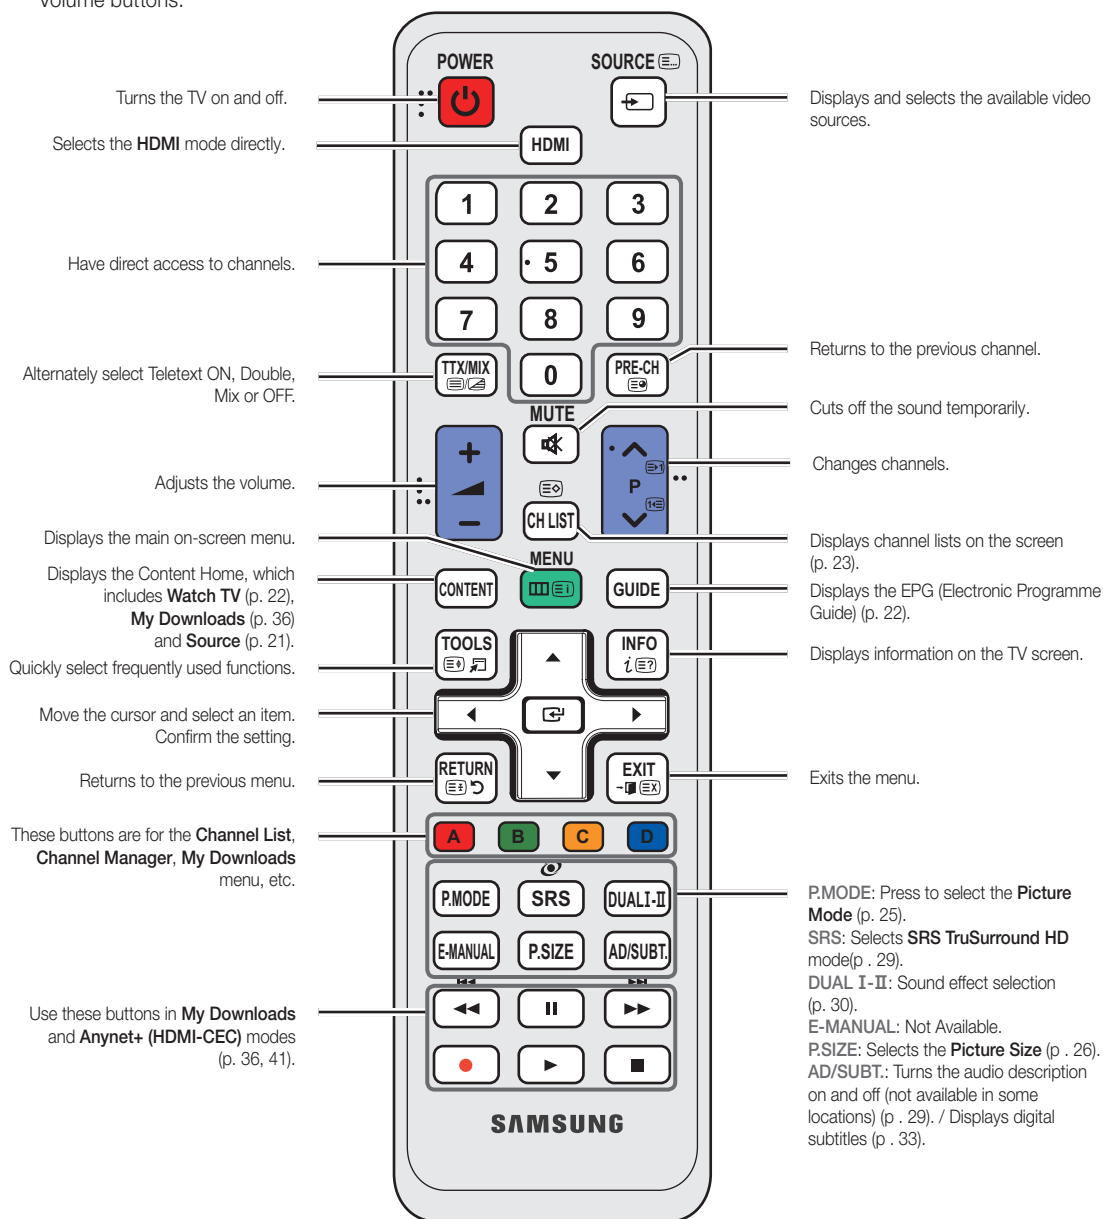 volume buttons.
POWER
SOURCE
Turns the TV on and off.
Displays and selects the available video
sources.
Selects the HDMI mode directly.
HDMI
1 2 3
Have direct access to channels.
4 5 6
7 8 9
Returns to the previous channel.
TTX/MIX
0
PRE-CH
Alternately select Teletext ON, Double,
Mix or OFF.
MUTE
Cuts off the sound temporarily.
+
Changes channels.
P
Adjusts the volume.
−
CH LIST
Displays the main on-screen menu.
Displays channel lists on the screen
(p. 23).
MENU
Displays the Content Home, which
includes Watch TV (p. 22),
My Downloads (p. 36)
and Source (p. 21).
CONTENT
GUIDE
Displays the EPG (Electronic Programme
Guide) (p. 22).
TOOLS
INFO
Quickly select frequently used functions.
Displays information on the TV screen.
Move the cursor and select an item.
Confirm the setting.
RETURN
EXIT
Returns to the previous menu.
Exits the menu.
These buttons are for the Channel List,
Channel Manager, My Downloads
menu, etc.
A B C D
P.MODE SRS DUAL I-II
E-MANUAL P.SIZE AD/SUBT.
P.MODE: Press to select the Picture
Mode (p. 25).
SRS: Selects SRS TruSurround HD
mode(p . 29).
DUAL I-II: Sound effect selection
(p. 30).
E-MANUAL: Not Available.
P.SIZE: Selects the Picture Size (p . 26).
AD/SUBT.: Turns the audio description
on and off (not available in some
locations) (p . 29). / Displays digital
subtitles (p . 33).
Use these buttons in My Downloads
and Anynet+ (HDMI-CEC) modes
(p. 36, 41).
SAMSUNG